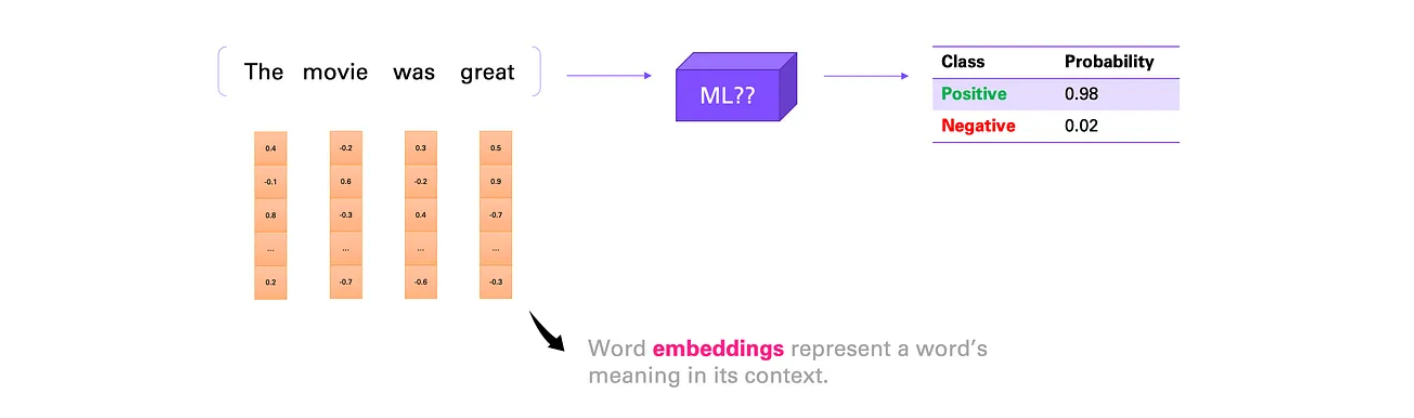 The movie was great
ML??
Class Probability
Positive 0.98
Negative 0.02
0.4 -0.2 0.3 0.5
-0.1 0.6 -0.2 0.9
0.8 -0.3 0.4 -0.7
... ... ... ...
0.2 -0.7 -0.6 -0.3
Word embeddings represent a word's
meaning in its context.